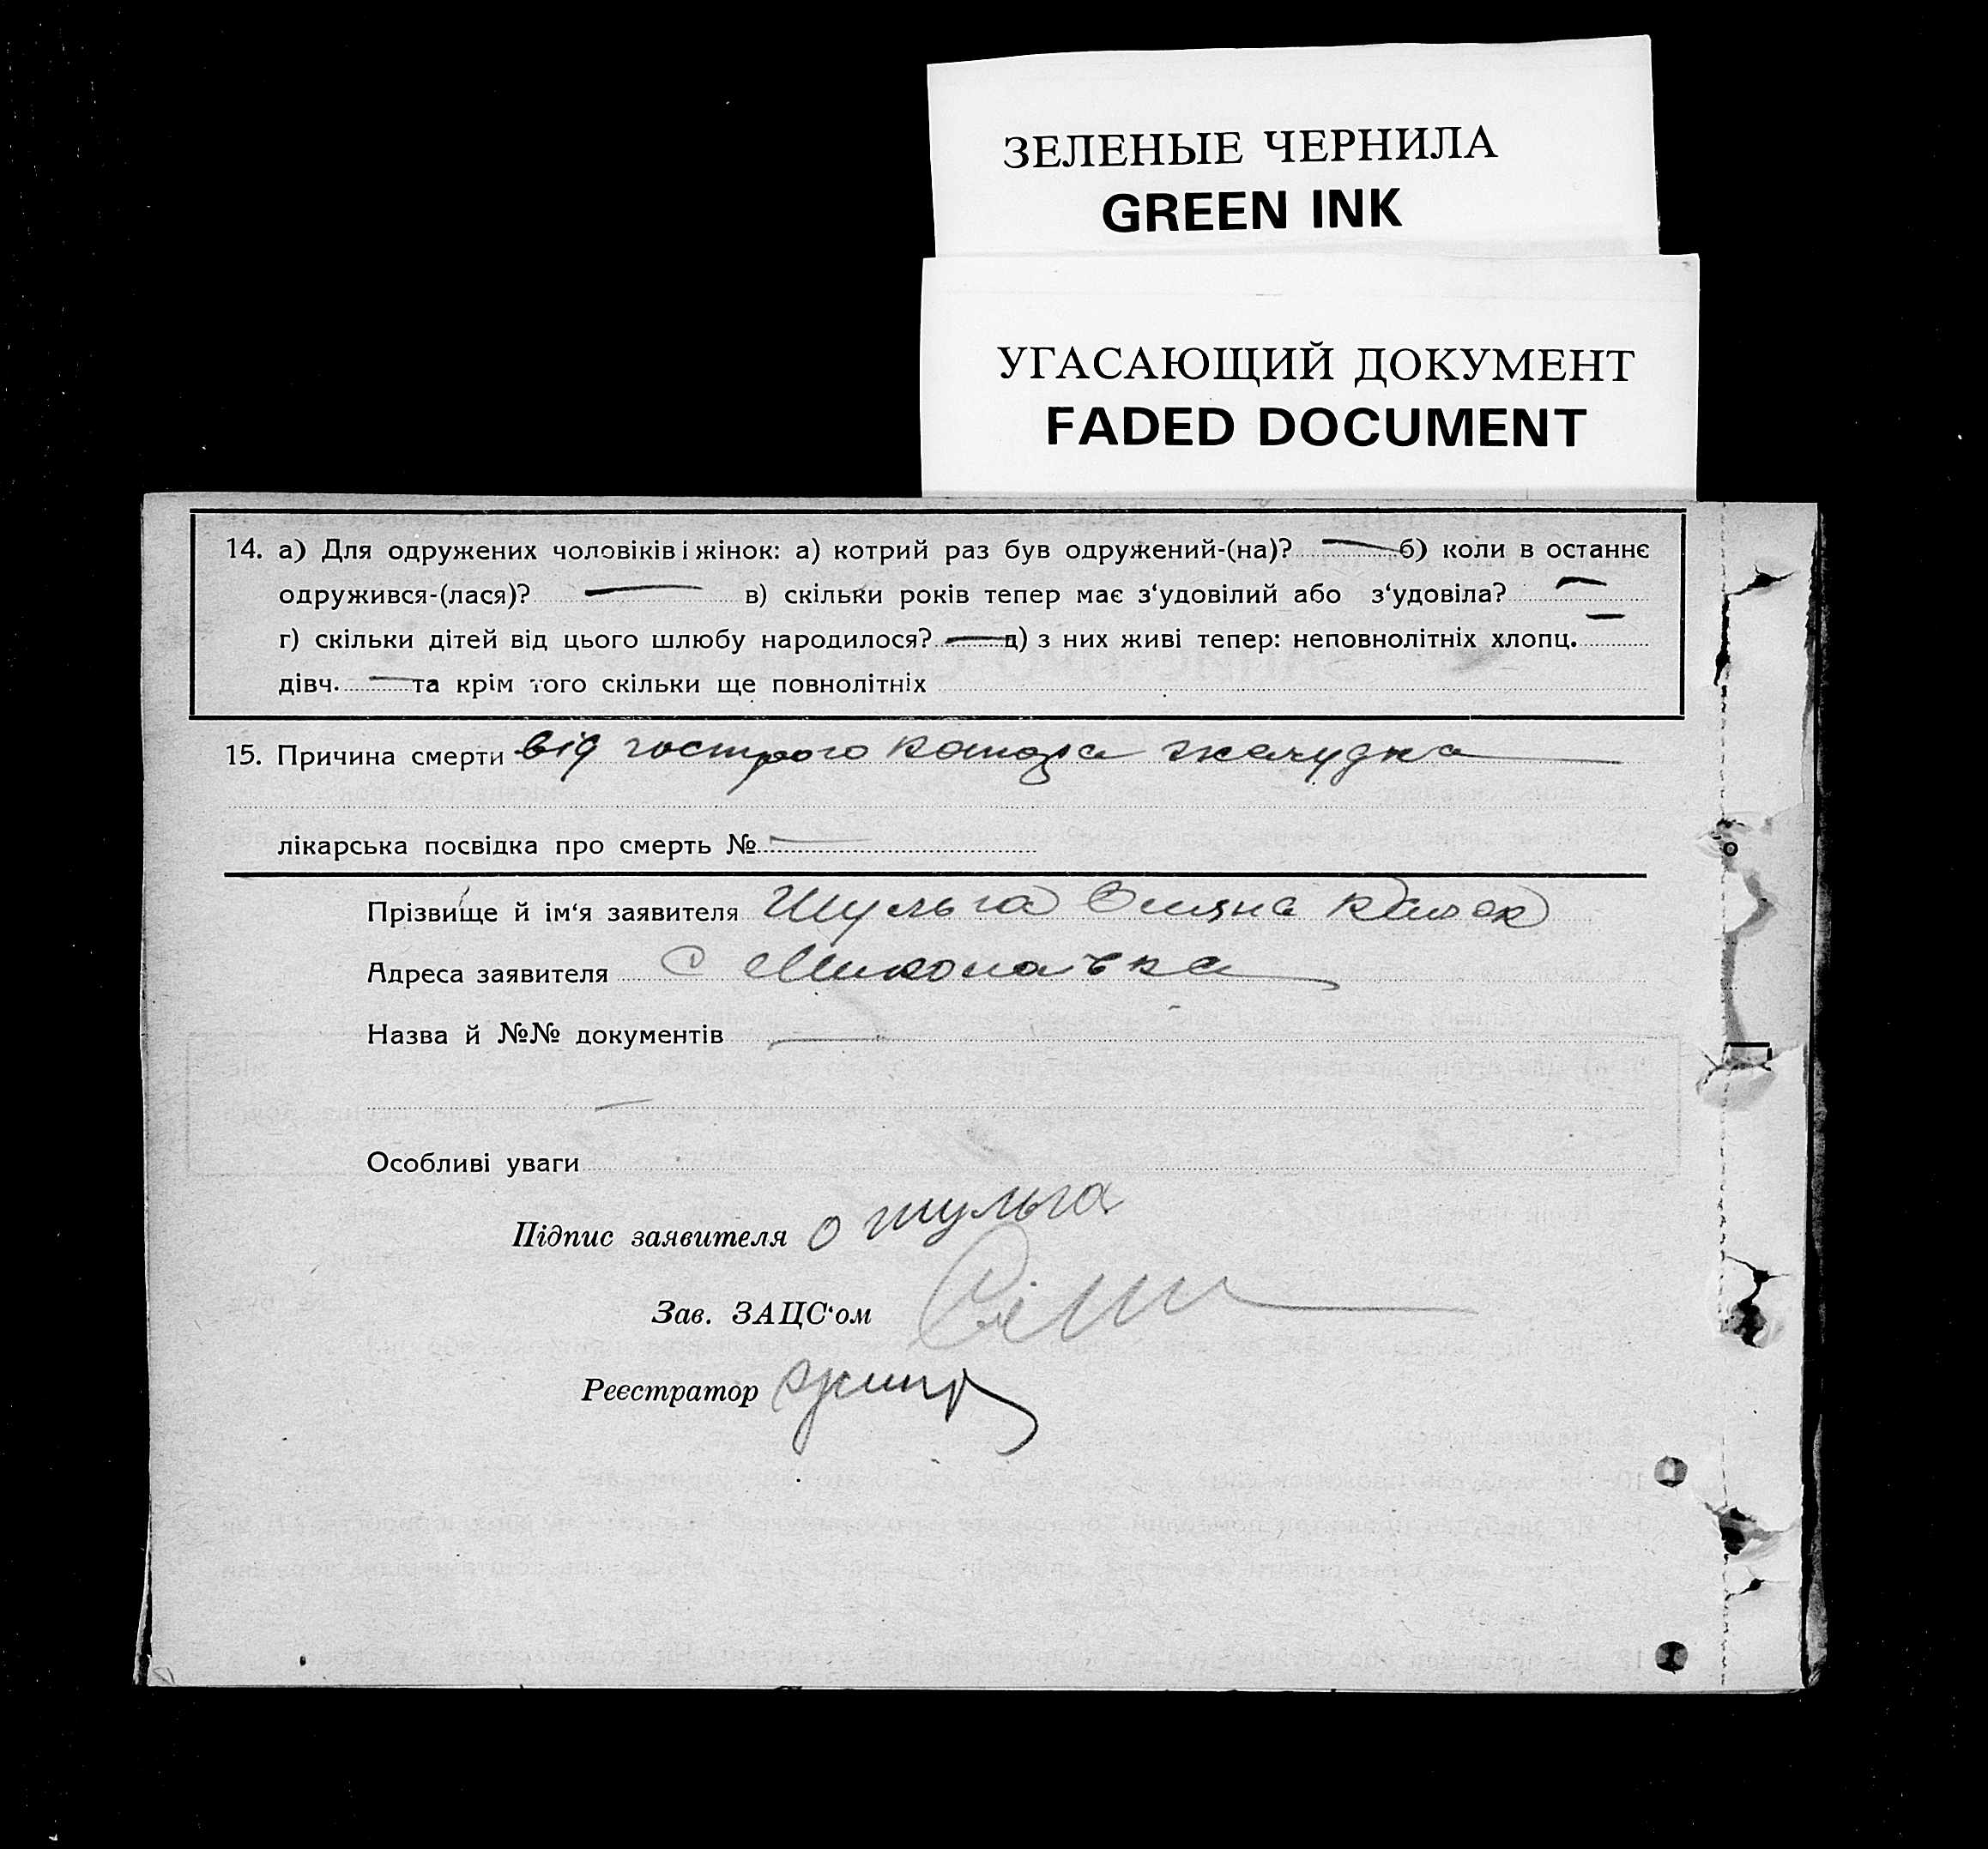 ЗЕЛЕНЫЕ ЧЕРНИЛА
GREEN INK
УГАСАЮЩИЙ ДОКУМЕНТ
FADED DOCUMENT
14. а) Для одружених чоловіків і жінок: а) котрий раз був одружений-(на)? — б) коли в останнє
одружився-(лася)? — в) скільки років тепер має з‘удовілий або з‘удовіла? —
г) скільки дітей від цього шлюбу народилося? — д) з них живі тепер: неповнолітніх хлопц. —
дівч. — та крім того скільки ще повнолітніх
15. Причина смерти від гострого катара желудка
лікарська посвідка про смерть № —
Прізвище й ім‘я заявителя Шульга
Адреса заявителя с
Назва й №№ документів —
—
Особливі уваги
Підпис заявителя О шульга
Зав. ЗАЦС‘ом
Реєстратор